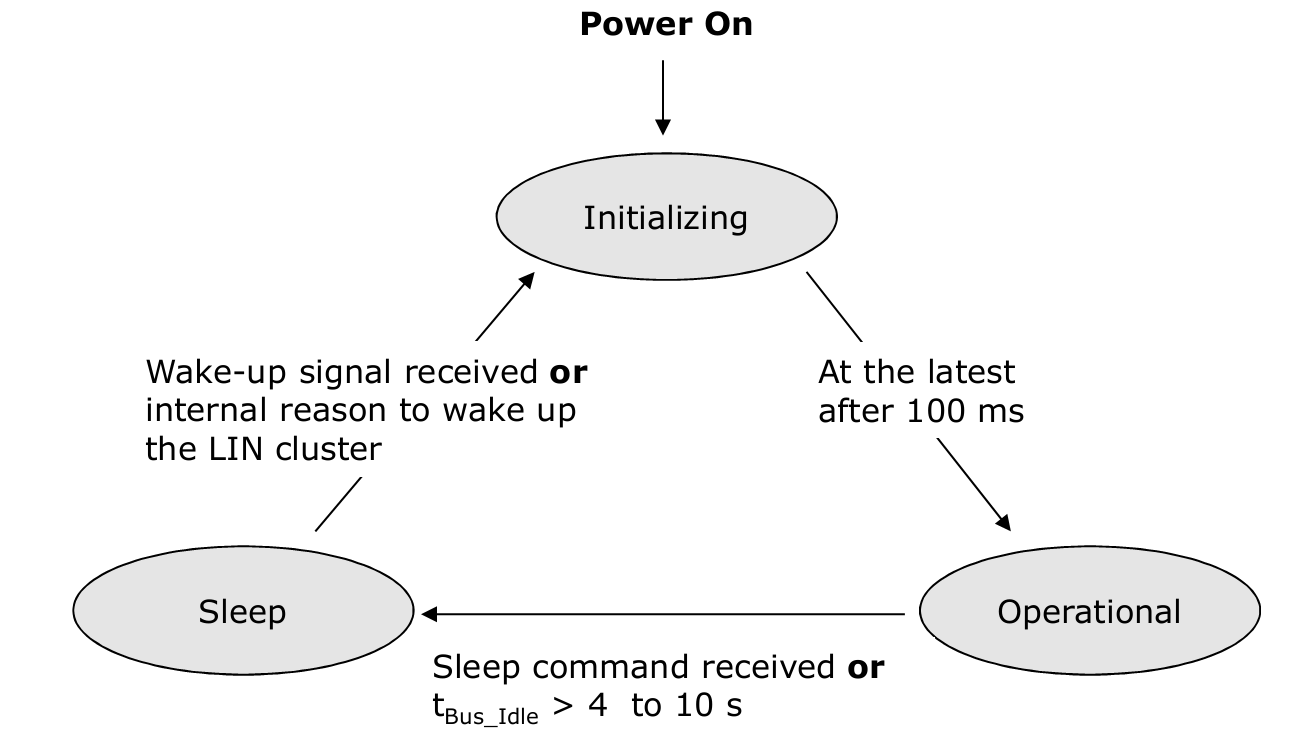 Power On
Initializing
Wake-up signal received or
internal reason to wake up
the LIN cluster
At the latest
after 100 ms
Sleep
Operational
Sleep command received or
tBus_Idle > 4  to 10 s